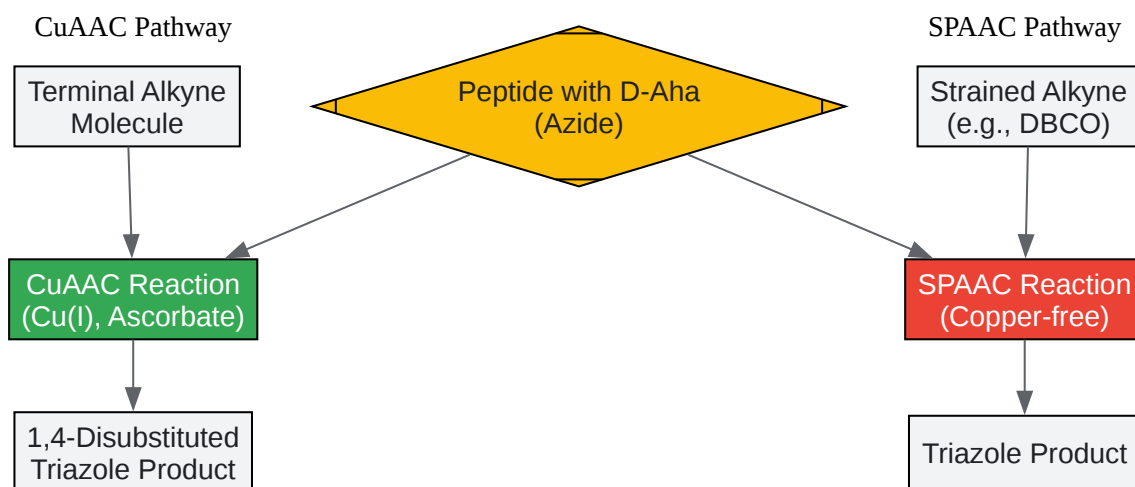 CuAAC Pathway
SPAAC Pathway
Terminal Alkyne
Molecule
Peptide with D-Aha
(Azide)
Strained Alkyne
(e.g., DBCO)
CuAAC Reaction
(Cu(I), Ascorbate)
SPAAC Reaction
(Copper-free)
1,4-Disubstituted
Triazole Product
Triazole Product